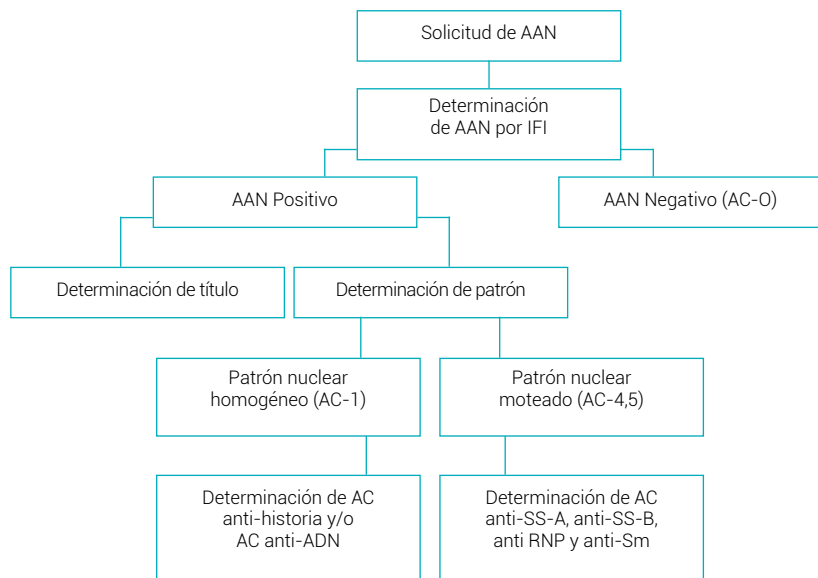 Solicitud de AAN
Determinación
de AAN por IFI
AAN Positivo
AAN Negativo (AC-O)
Determinación de título
Determinación de patrón
Patrón nuclear
homogéneo (AC-1)
Patrón nuclear
moteado (AC-4,5)
Determinación de AC
anti-historia y/o
AC anti-ADN
Determinación de AC
anti-SS-A, anti-SS-B,
anti RNP y anti-Sm